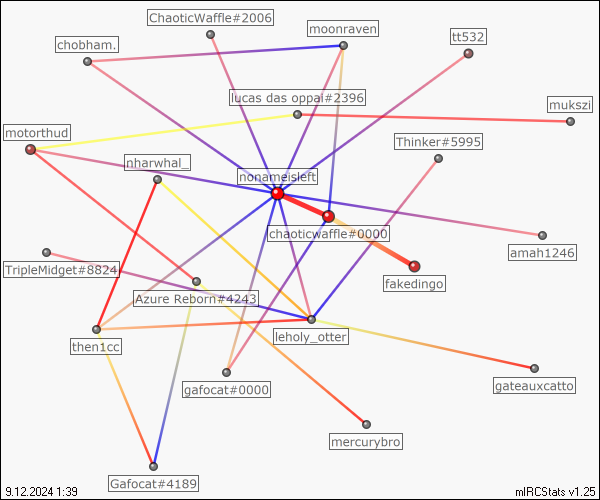 ChaoticWaffle#2006
moonraven
chobham.
tt532
lucas das oppai#2396
mukszi
motorthud
Thinker#5995
nharwhal_
nonameisleft
chaoticwaffle#0000
amah1246
TripleMidget#8824
fakedingo
Azure Reborn#4243
leholy_otter
then1cc
gafocat#0000
gateauxcatto
mercurybro
Gafocat#4189
9.12.2024 1:39
mIRCStats v1.25